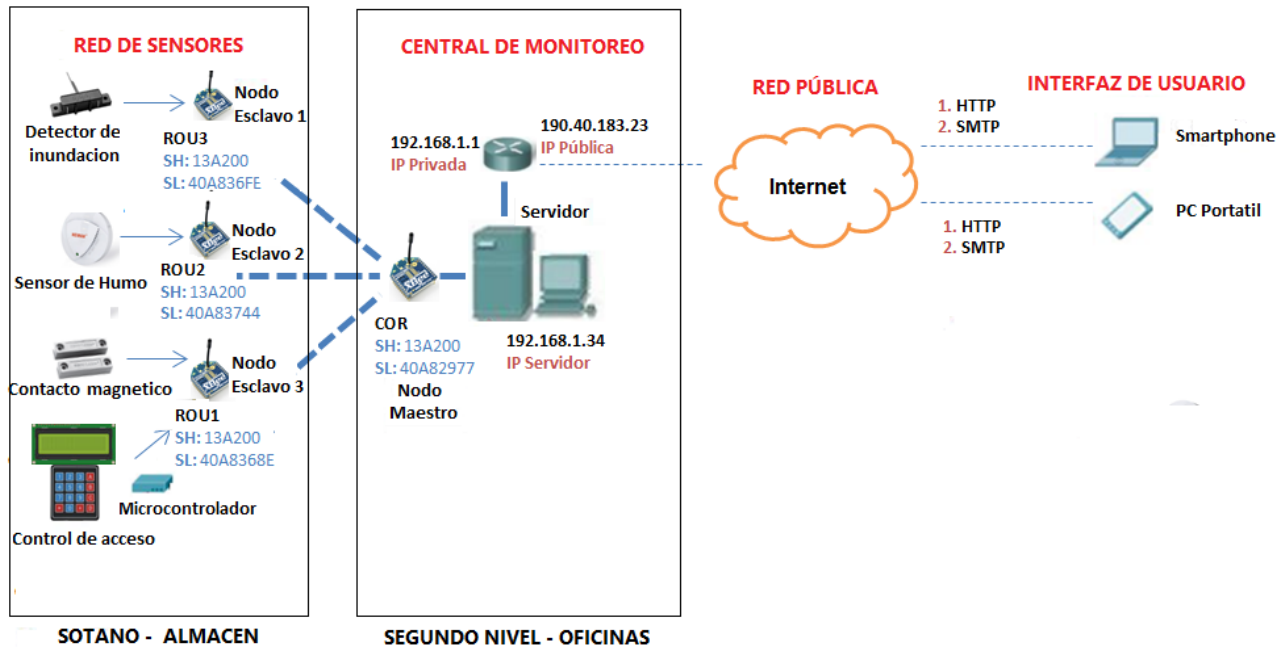 RED DE SENSORES
Detector de
inundacion
Nodo
Esclavo 1
ROU3
SH: 13A200
SL: 40A836FE
Sensor de Humo
Nodo
Esclavo 2
ROU2
SH: 13A200
SL: 40A83744
Contacto magnetico
Nodo
Esclavo 3
ROU1
SH: 13A200
SL: 40A8368E
Microcontrolador
Control de acceso
SOTANO - ALMACEN
CENTRAL DE MONITOREO
192.168.1.1
IP Privada
190.40.183.23
IP Pública
Servidor
COR
SH: 13A200
SL: 40A82977
Nodo
Maestro
192.168.1.34
IP Servidor
SEGUNDO NIVEL - OFICINAS
RED PÚBLICA
Internet
1. HTTP
2. SMTP
1. HTTP
2. SMTP
INTERFAZ DE USUARIO
Smartphone
PC Portatil